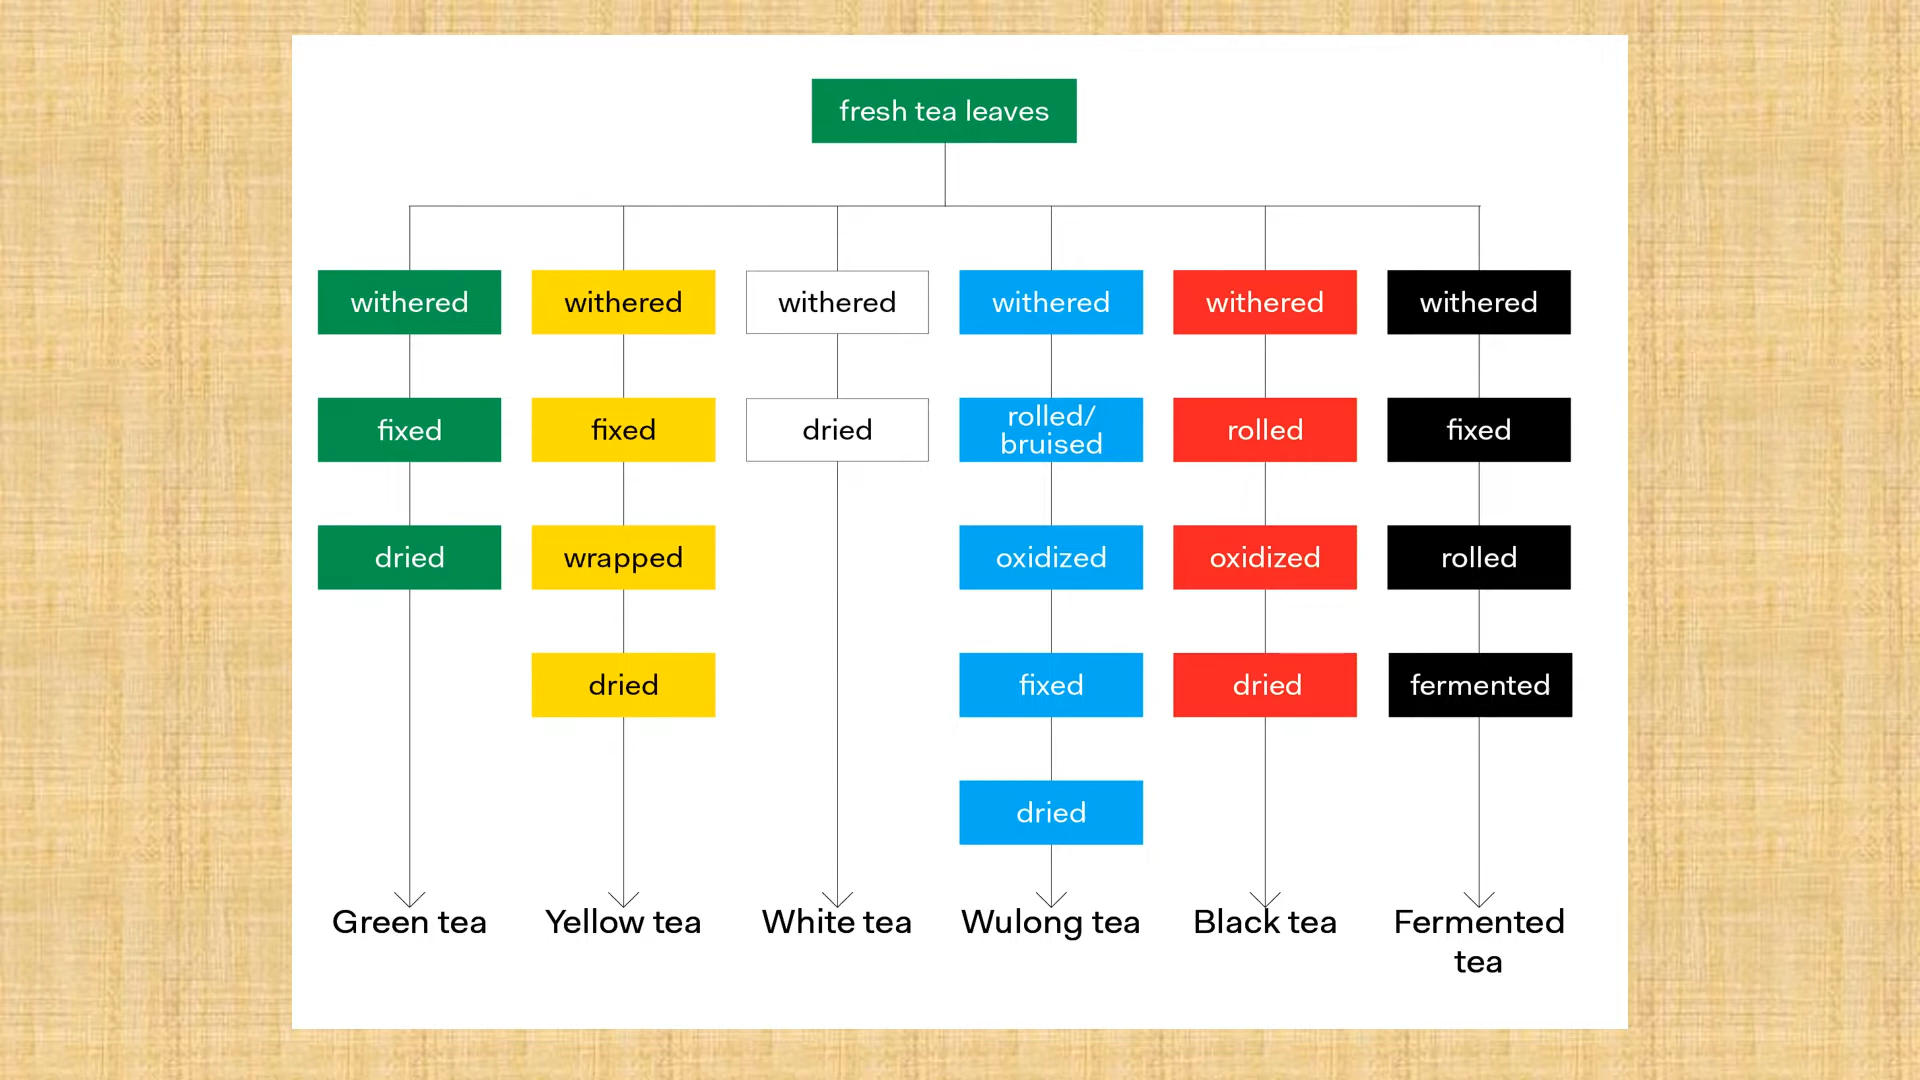 fresh tea leaves
withered
withered
withered
withered
withered
withered
fixed
fixed
dried
rolled/
bruised
rolled
fixed
dried
wrapped
oxidized
oxidized
rolled
dried
fixed
dried
fermented
dried
Green tea
Yellow tea
White tea
Wulong tea
Black tea
Fermented
tea